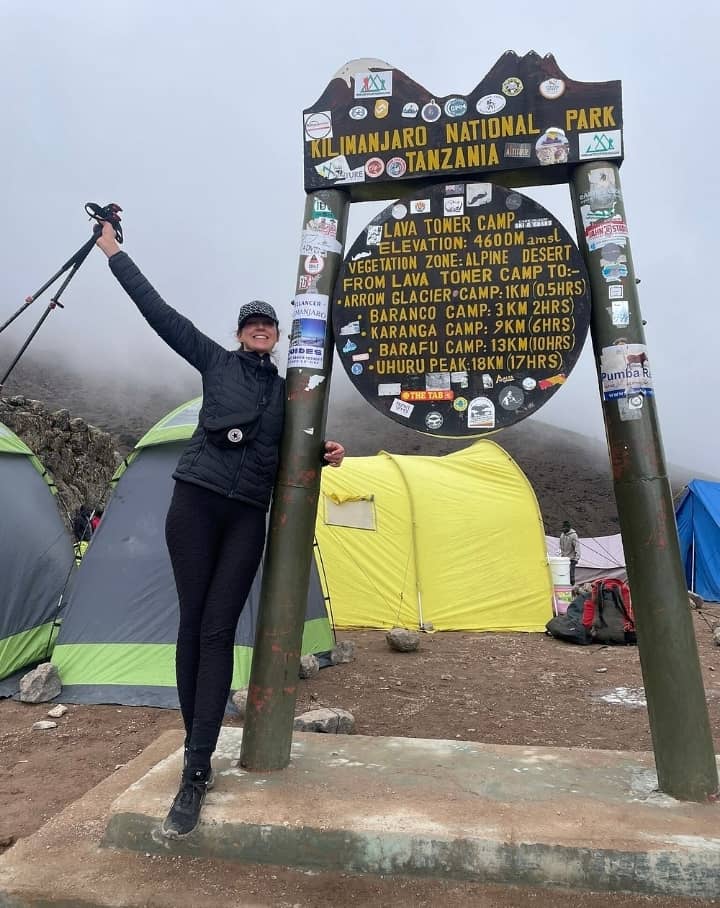 KILIMANJARO NATIONAL PARK
TANZANIA
LAVA TOWER CAMP
ELEVATION: 4600M amsl
VEGETATION ZONE: ALPINE DESERT
FROM LAVA TOWER CAMP TO:-
• ARROW GLACIER CAMP: 1KM (0.5HRS)
• BARANCO CAMP: 3KM 2HRS)
• KARANGA CAMP: 9KM (6HRS)
• BARAFU CAMP: 13KM (10HRS)
• UHURU PEAK: 18KM (17HRS)
THE TAB
Pumba